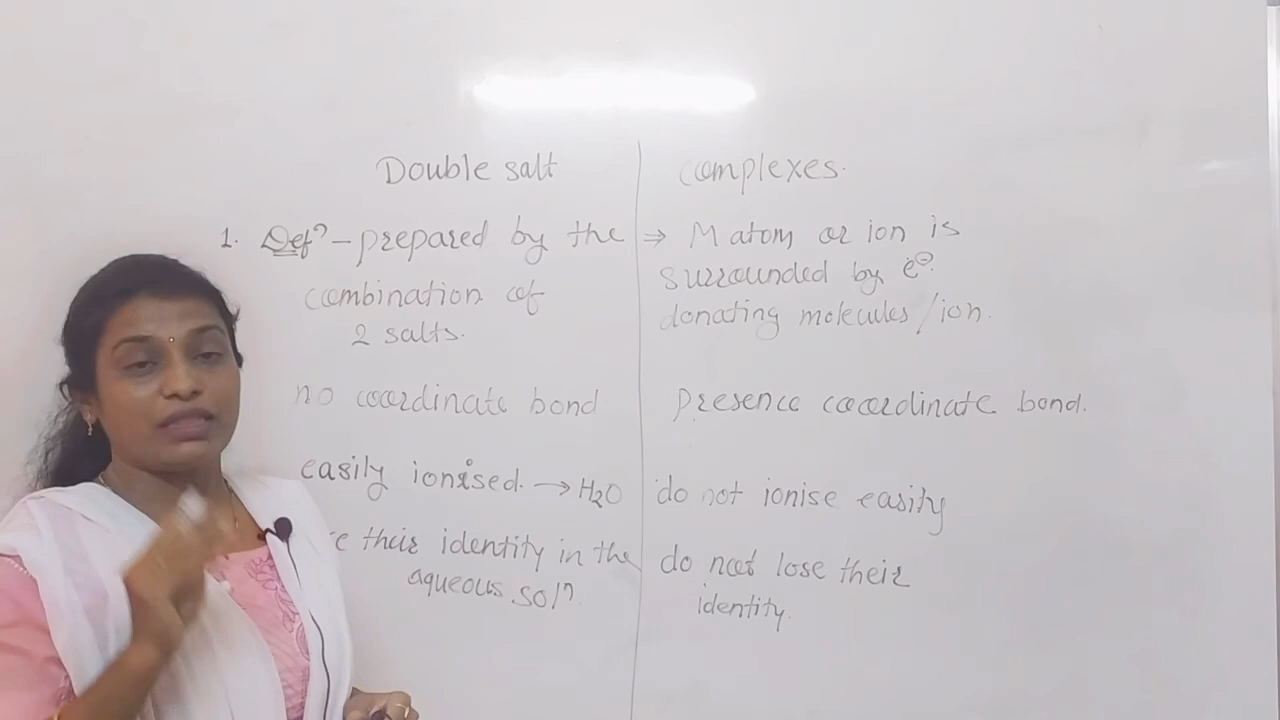 Double salt
1. Defⁿ - prepared by the
combination of
2 salts.
no coordinate bond
easily ionised. → H₂O
their identity in the
aqueous solⁿ.
complexes.
⇒ M atom or ion is
surrounded by e⊖
donating molecules/ion.
Presence coordinate bond.
do not ionise easily
do not lose their
identity.